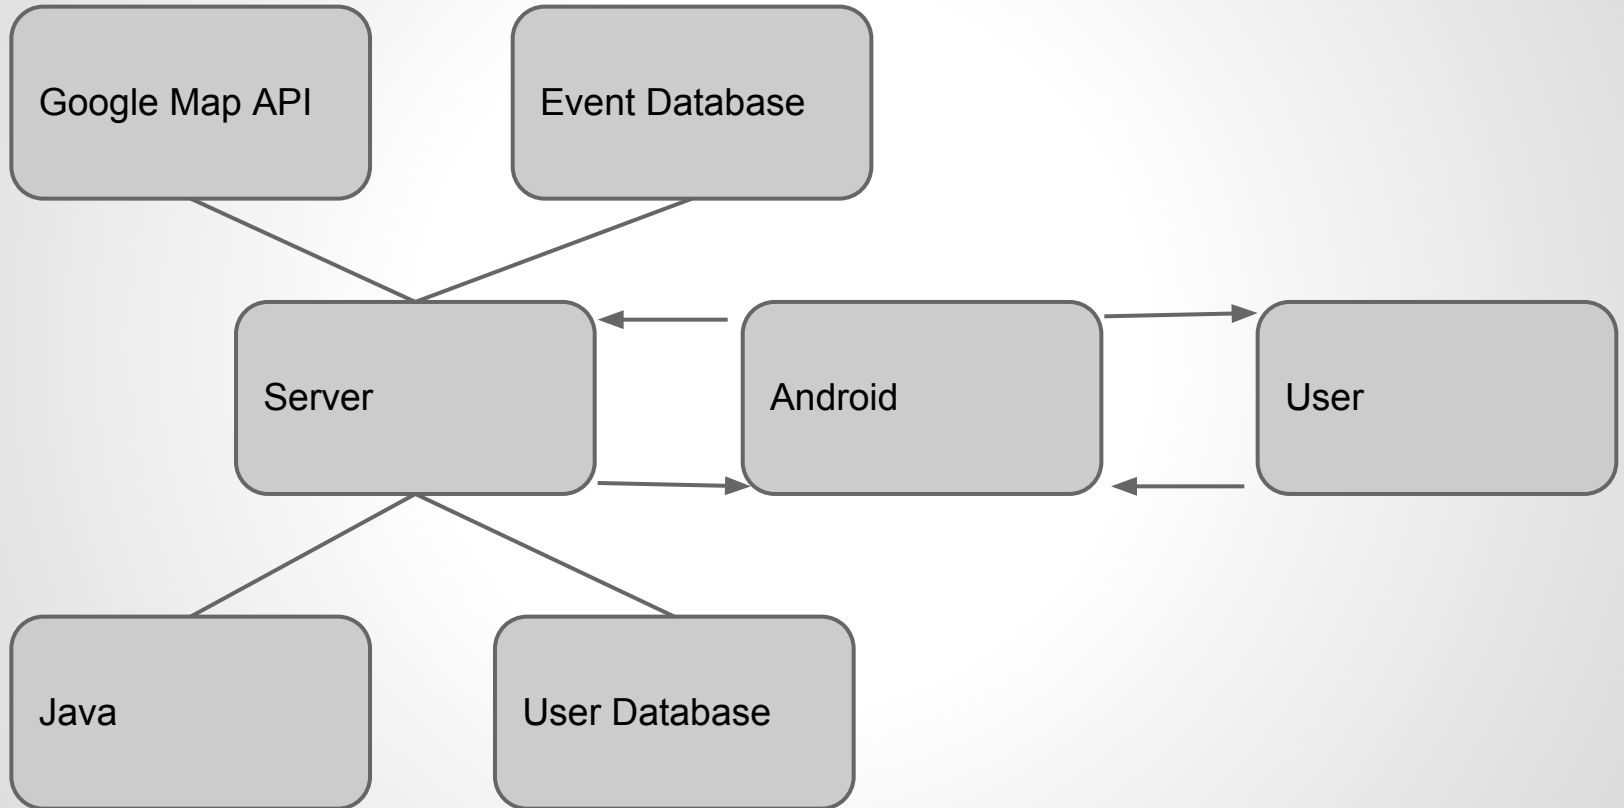 Google Map API
Event Database
Server
Android
User
Java
User Database